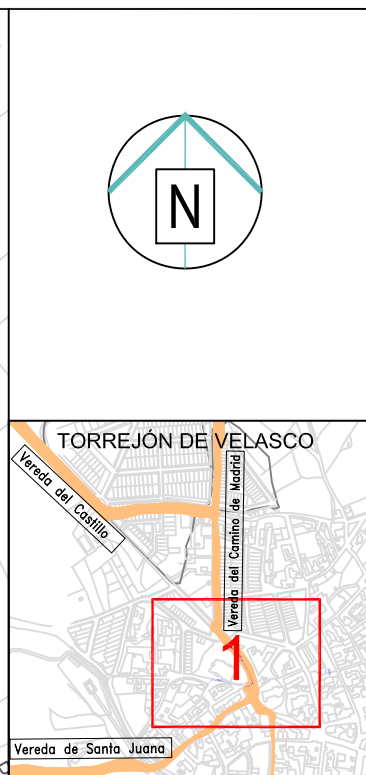 N
TORREJÓN DE VELASCO
Vereda del Castillo
Vereda del Camino de Madrid
1
Vereda de Santa Juana